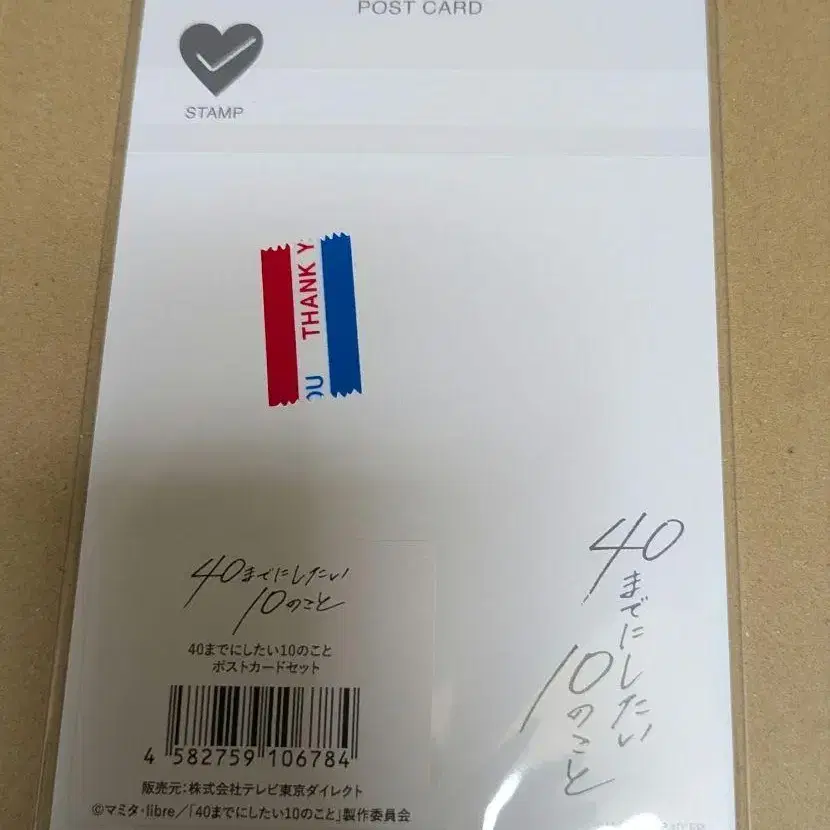 POST CARD
STAMP
THANK Y
OU
40までにしたい
10のこと
40までにしたい10のこと
ポストカードセット
4 582759 106784
販売元:株式会社テレビ東京ダイレクト
©マミタ・libre/「40までにしたい10のこと」製作委員会
40までにしたい
10のこと